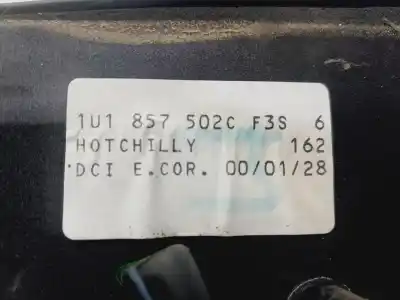 1U1 857 502C F3S 6
HOTCHILLY 162
DCI E.COR. 00/01/28